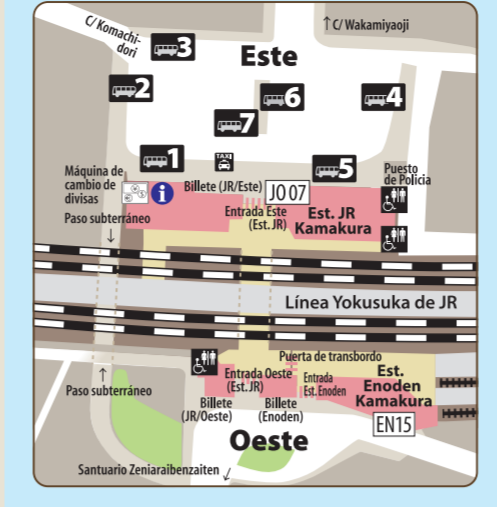 C/ Komachi-
dori
↑C/ Wakamiyaoji
Este
3
2
6
4
7
1
TAXI
5
Máquina de
cambio de
divisas
i
Billete (JR/Este)
JO 07
Puesto
de Policia
Paso subterráneo
Entrada Este
(Est. JR)
Est. JR
Kamakura
Línea Yokusuka de JR
Puerta de transbordo
Entrada Oeste
(Est. JR)
Entrada
Est. Enoden
Est.
Enoden
Kamakura
Paso subterráneo
Billete
(JR/Oeste)
Billete
(Enoden)
EN15
Oeste
Santuario Zeniaraibenzaiten